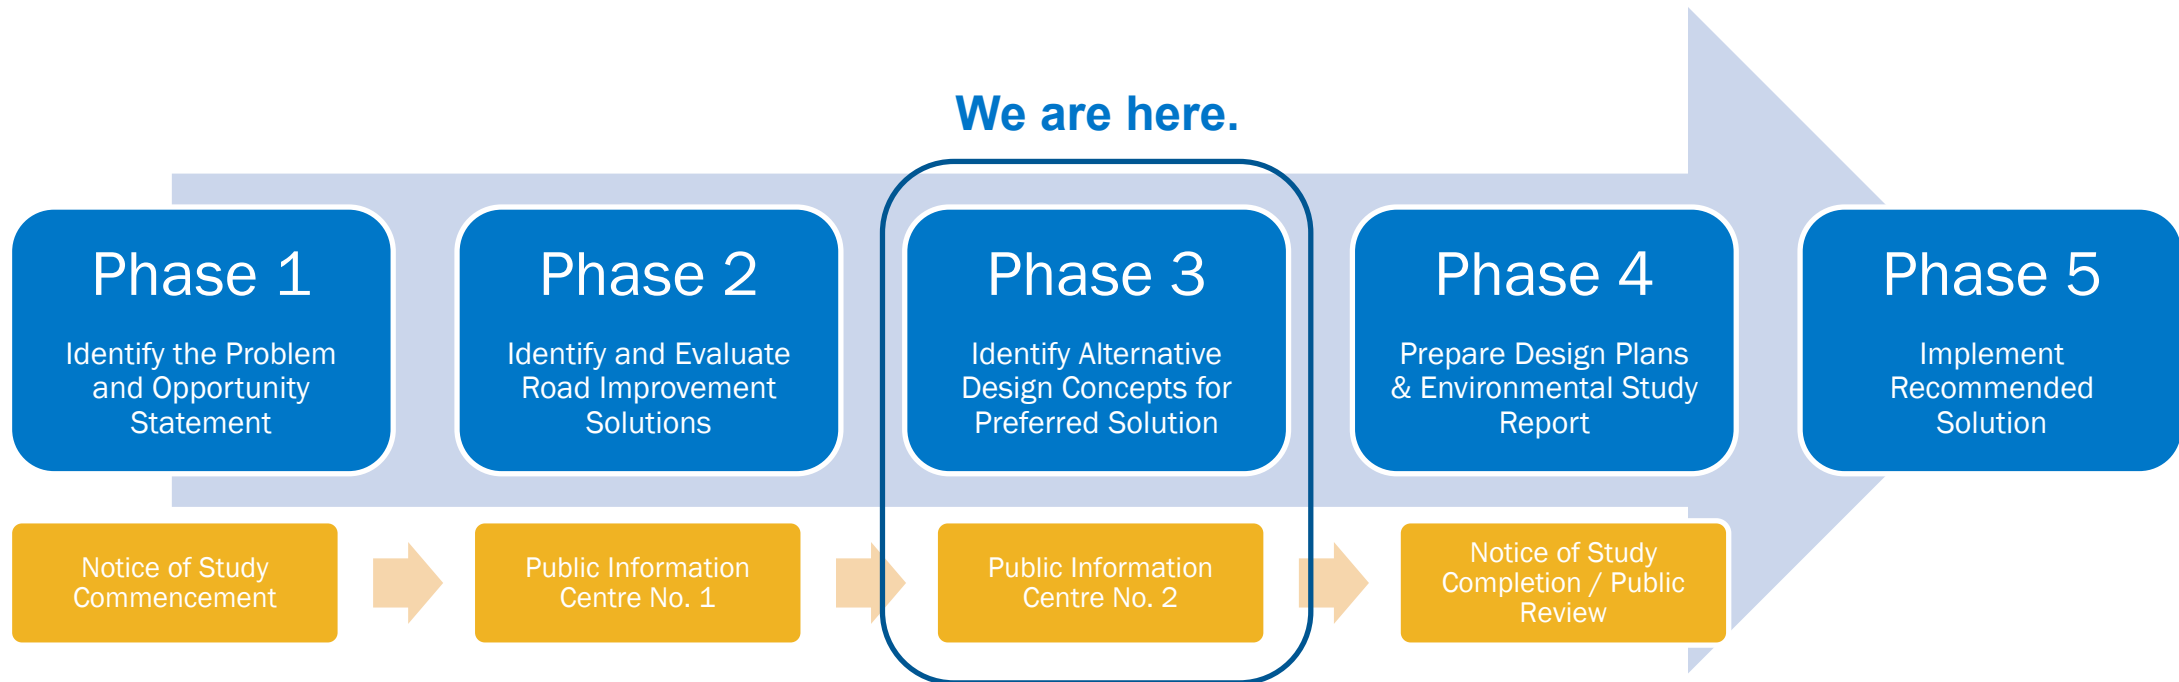 We are here.
Phase 1
Identify the Problem
and Opportunity
Statement
Phase 2
Identify and Evaluate
Road Improvement
Solutions
Phase 3
Identify Alternative
Design Concepts for
Preferred Solution
Phase 4
Prepare Design Plans
& Environmental Study
Report
Phase 5
Implement
Recommended
Solution
Notice of Study
Commencement
Public Information
Centre No. 1
Public Information
Centre No. 2
Notice of Study
Completion / Public
Review